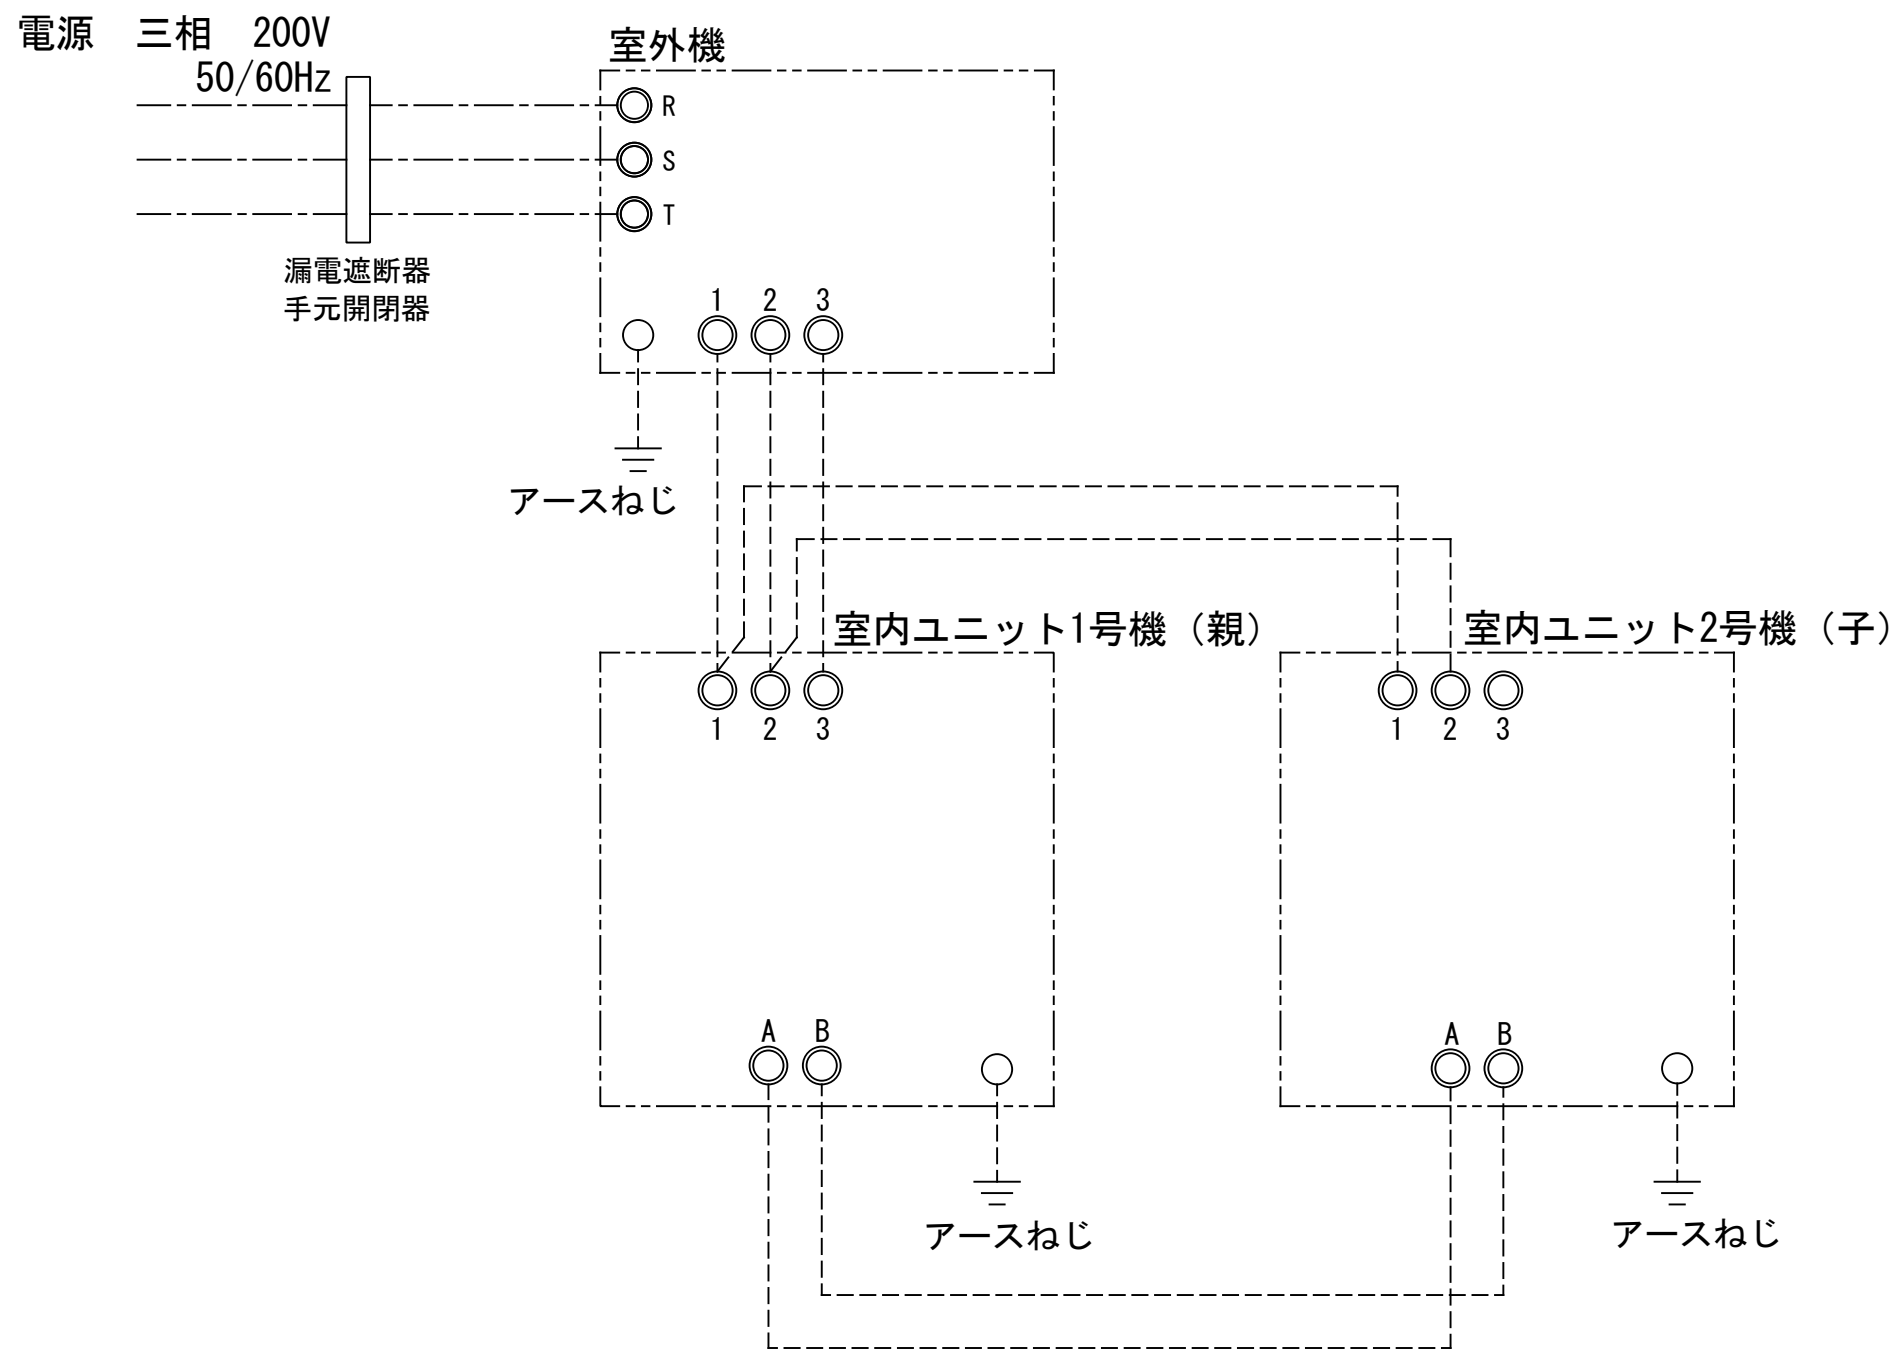 電源 三相 200V
50/60Hz
室外機
R
S
T
漏電遮断器
手元開閉器
1 2 3
アースねじ
室内ユニット1号機（親）
室内ユニット2号機（子）
1 2 3
1 2 3
A B
A B
アースねじ
アースねじ